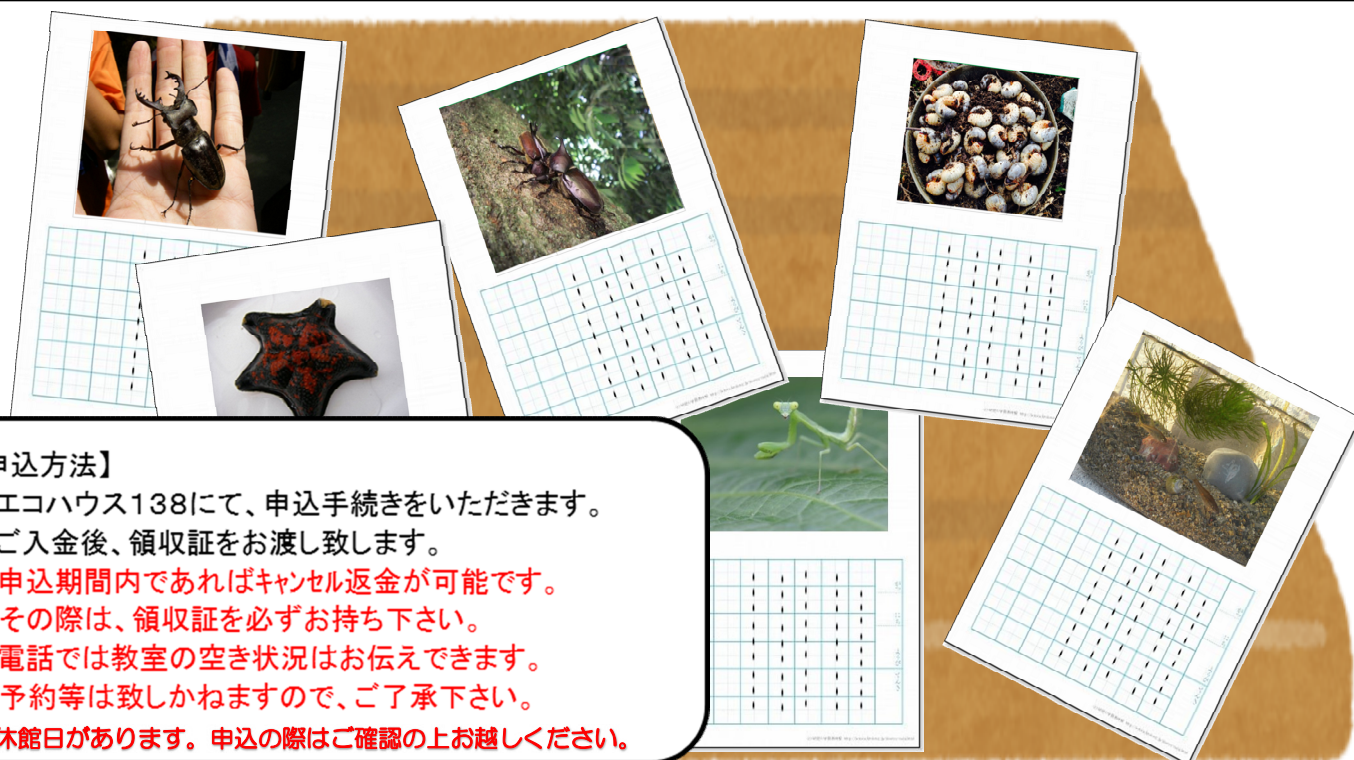 込方法】
エコハウス138にて、申込手続きをいただきます。
ご入金後、領収証をお渡し致します。
申込期間内であればｷｬﾝｾﾙ返金が可能です。
その際は、領収証を必ずお持ち下さい。
電話では教室の空き状況はお伝えできます。
予約等は致しかねますので、ご了承下さい。
休館日があります。申込の際はご確認の上お越しください。